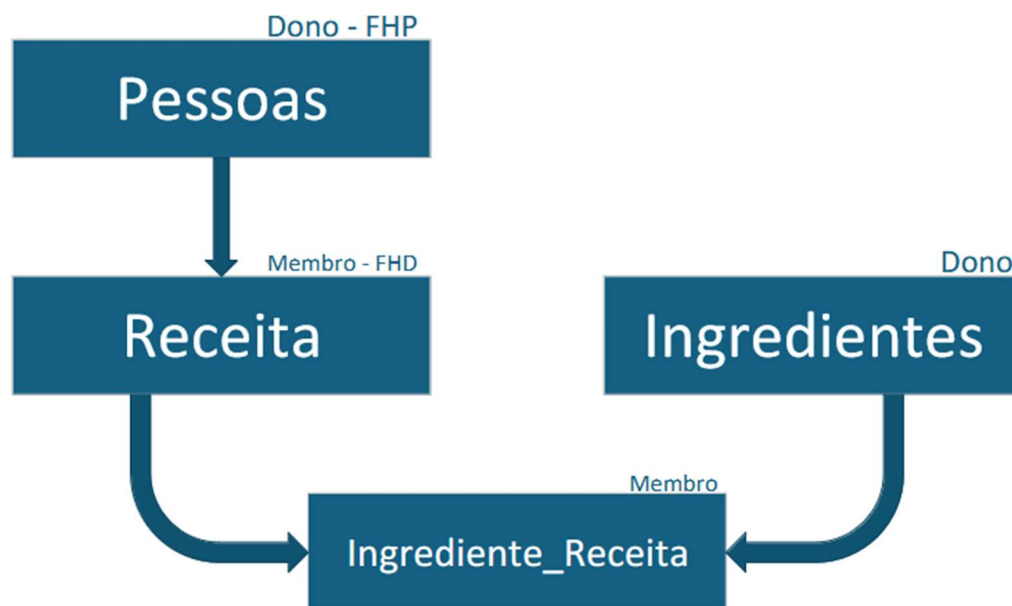 Dono - FHP
Pessoas
Membro - FHD
Receita
Dono
Ingredientes
Membro
Ingrediente_Receita